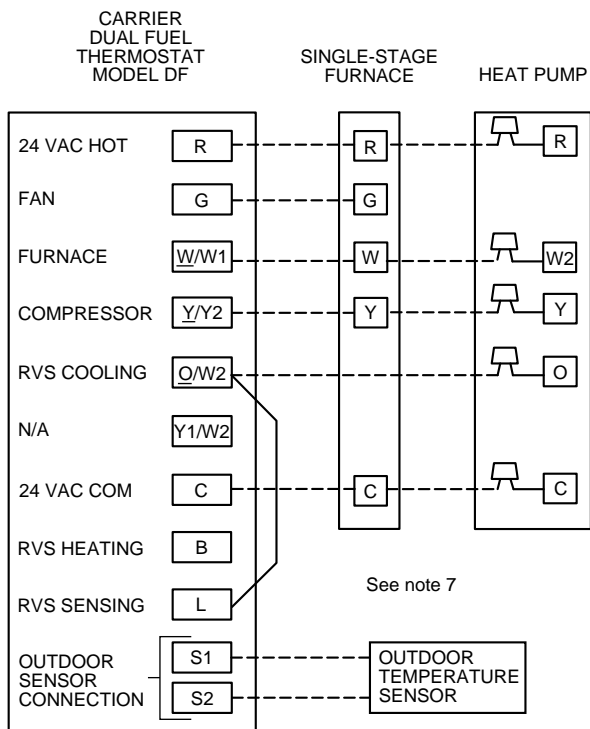 CARRIER
DUAL FUEL
THERMOSTAT
MODEL DF
SINGLE-STAGE
FURNACE
HEAT PUMP
24 VAC HOT R R R
FAN G G
FURNACE W/W1 W W2
COMPRESSOR Y/Y2 Y Y
RVS COOLING O/W2 O
N/A Y1/W2
24 VAC COM C C C
RVS HEATING B
RVS SENSING L
See note 7
OUTDOOR
SENSOR
CONNECTION
S1
S2
OUTDOOR
TEMPERATURE
SENSOR